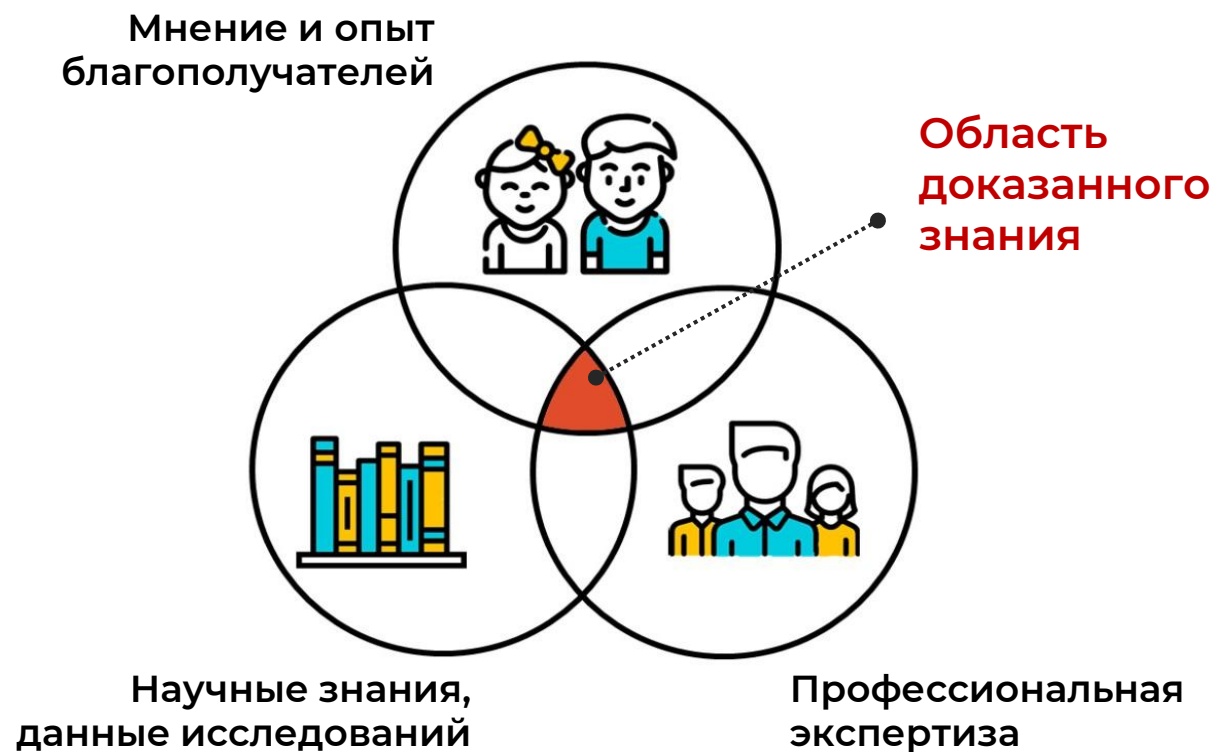 Мнение и опыт
благополучателей
Область
доказанного
знания
Научные знания,
данные исследований
Профессиональная
экспертиза